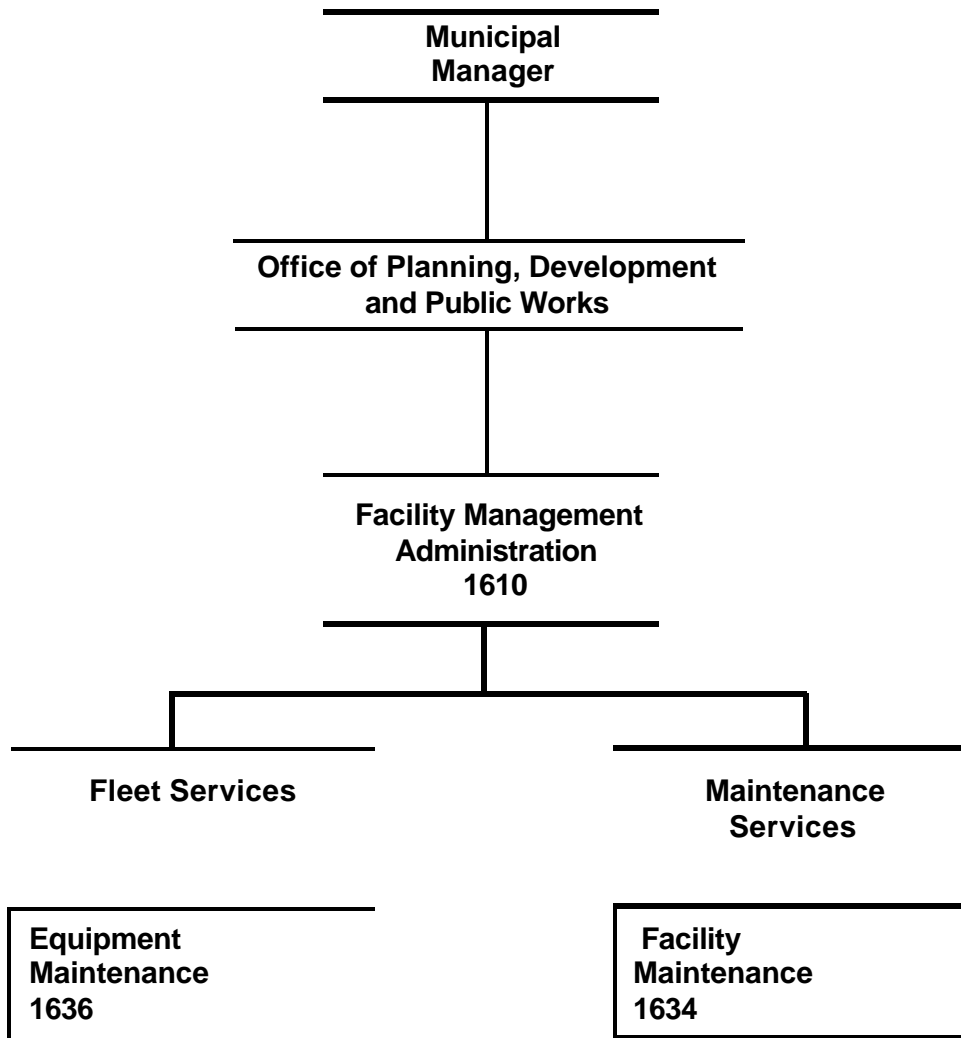 Municipal
Manager
Office of Planning, Development
and Public Works
Facility Management
Administration
1610
Fleet Services
Maintenance
Services
Equipment
Maintenance
1636
Facility
Maintenance
1634